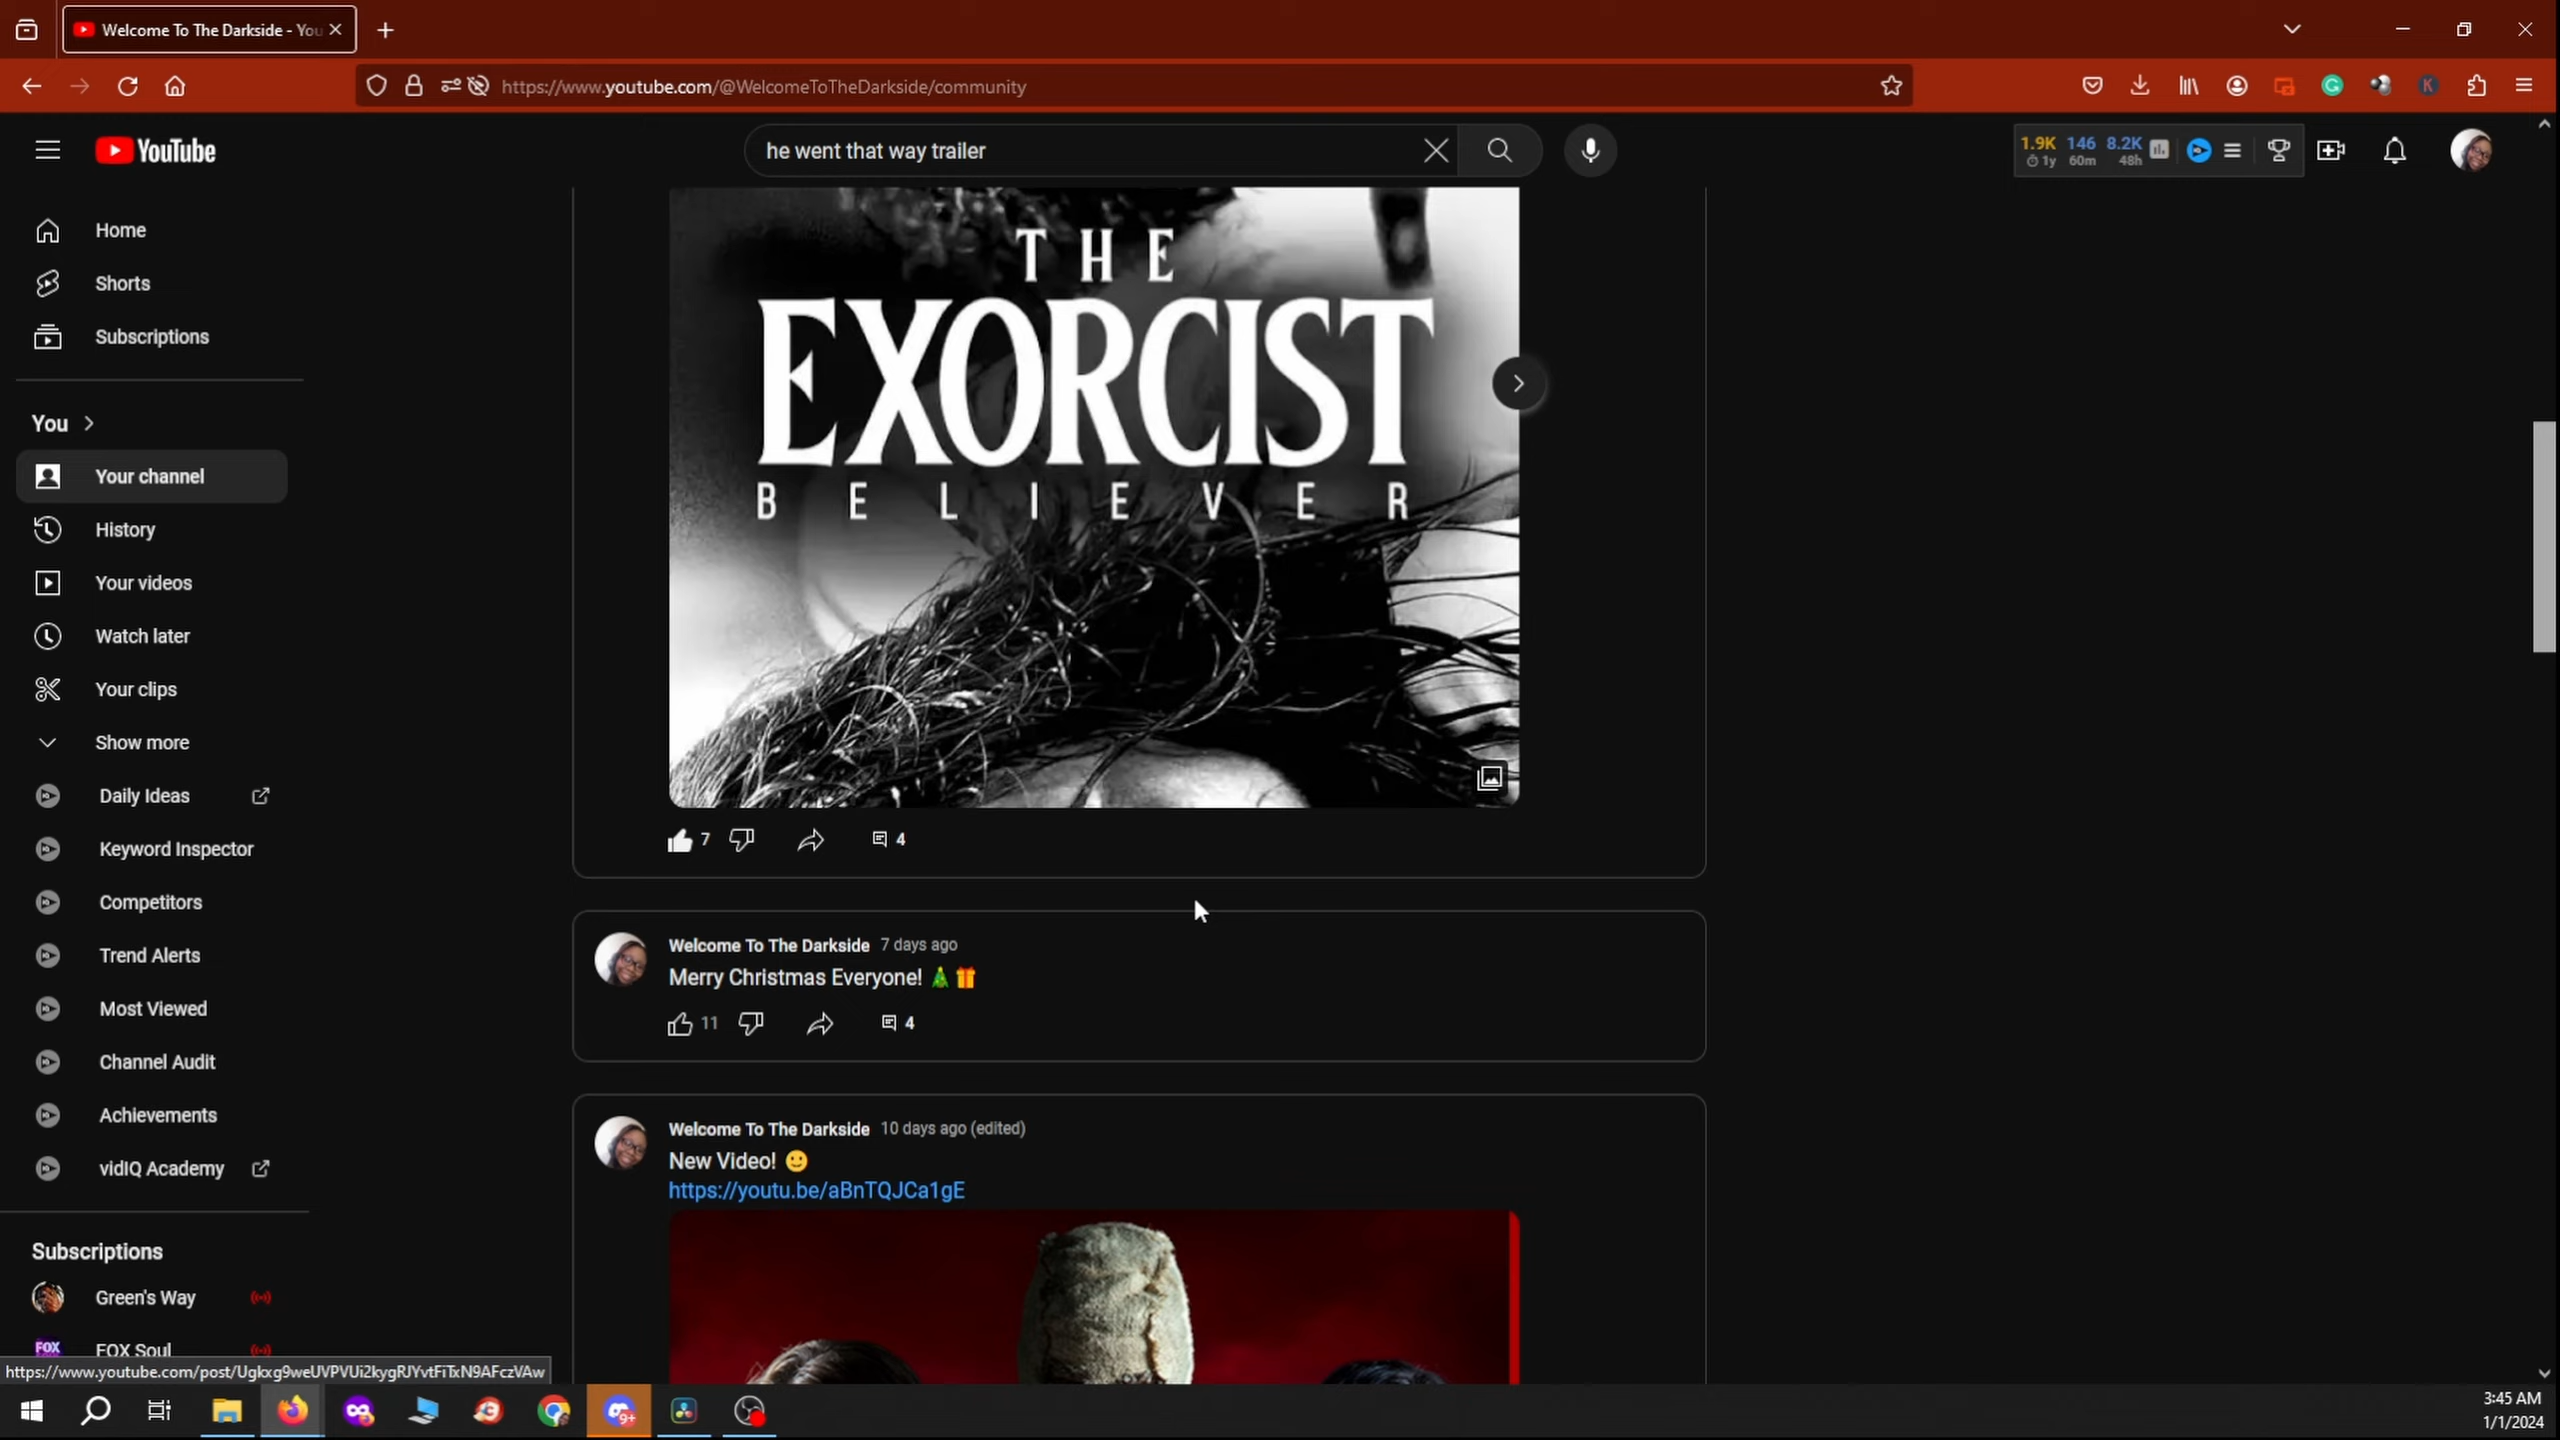 Welcome To The Darkside - You
https://www.youtube.com/@WelcomeToTheDarkside/community
YouTube
he went that way trailer
1.9K 146 8.2K
1y 60m 48h
Home
Shorts
Subscriptions
You
Your channel
History
Your videos
Watch later
Your clips
Show more
Daily Ideas
Keyword Inspector
Competitors
Trend Alerts
Most Viewed
Channel Audit
Achievements
vidIQ Academy
Subscriptions
Green's Way
FOX
FOX Soul
THE
EXORCIST
BELIEVER
7 4
Welcome To The Darkside 7 days ago
Merry Christmas Everyone! 🎄🎁
11 4
Welcome To The Darkside 10 days ago (edited)
New Video! 🙂
https://youtu.be/aBnTQJCa1gE
https://www.youtube.com/post/Ugkxg9weUVPVUi2kygRJYvtFiTxN9AFczVAw
9+
3:45 AM
1/1/2024